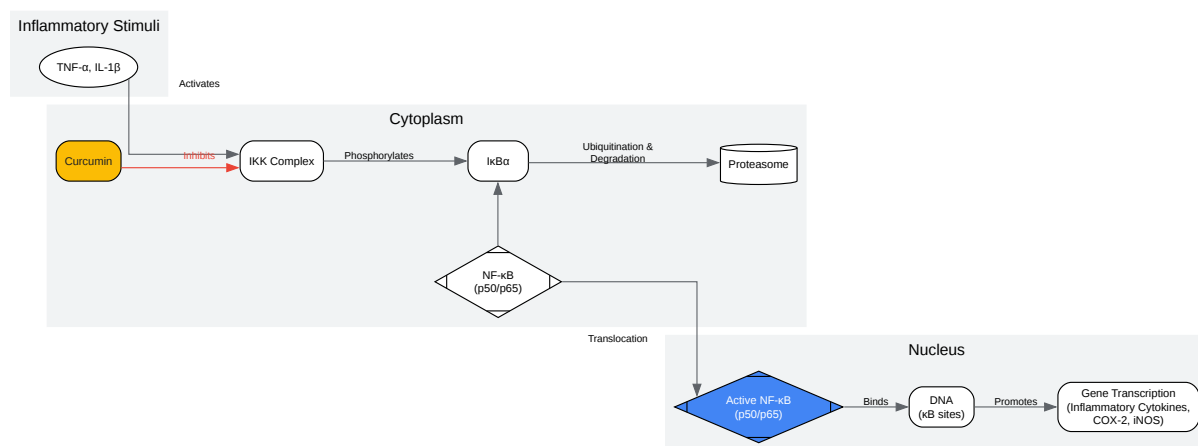 Inflammatory Stimuli
TNF-α, IL-1β
Activates
Cytoplasm
Curcumin
Inhibits
IKK Complex
Phosphorylates
IκBα
Ubiquitination &
Degradation
Proteasome
NF-κB
(p50/p65)
Translocation
Nucleus
Active NF-κB
(p50/p65)
Binds
DNA
(κB sites)
Promotes
Gene Transcription
(Inflammatory Cytokines,
COX-2, iNOS)